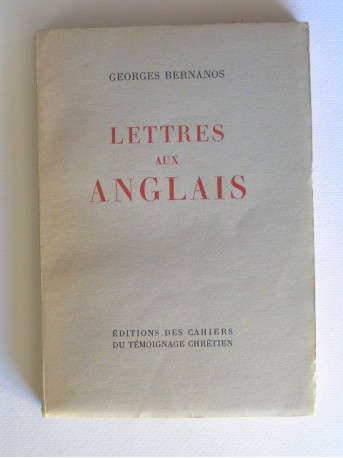 GEORGES BERNANOS
LETTRES
AUX
ANGLAIS
ÉDITIONS DES CAHIERS
DU TÉMOIGNAGE CHRÉTIEN